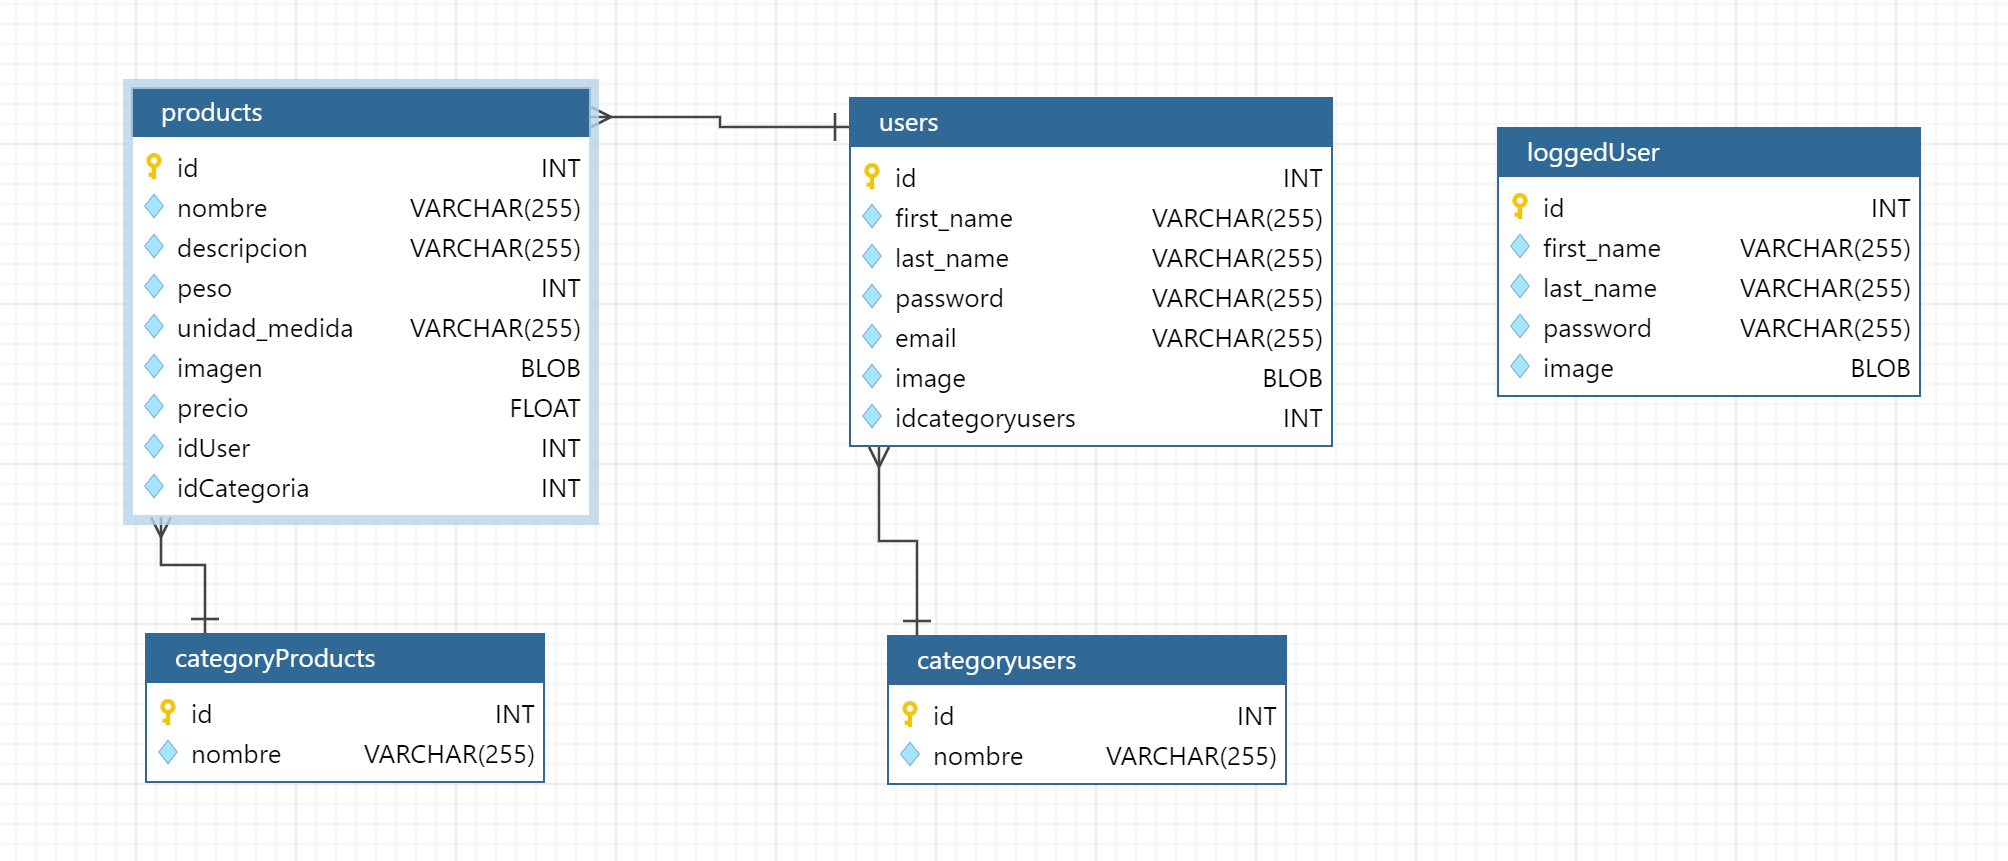 products
id INT
nombre VARCHAR(255)
descripcion VARCHAR(255)
peso INT
unidad_medida VARCHAR(255)
imagen BLOB
precio FLOAT
idUser INT
idCategoria INT
users
id INT
first_name VARCHAR(255)
last_name VARCHAR(255)
password VARCHAR(255)
email VARCHAR(255)
image BLOB
idcategoryusers INT
loggedUser
id INT
first_name VARCHAR(255)
last_name VARCHAR(255)
password VARCHAR(255)
image BLOB
categoryProducts
id INT
nombre VARCHAR(255)
categoryusers
id INT
nombre VARCHAR(255)